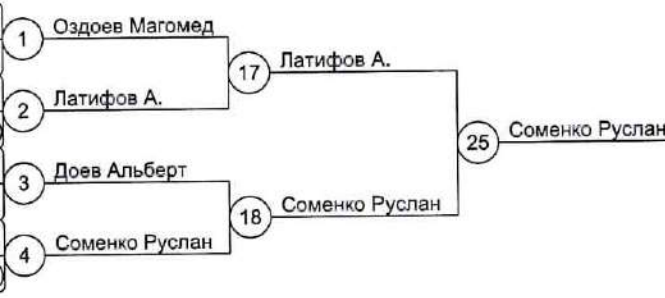 1 Оздоев Магомед
17 Латифов А.
2 Латифов А.
25 Соменко Руслан
3 Доев Альберт
18 Соменко Руслан
4 Соменко Руслан